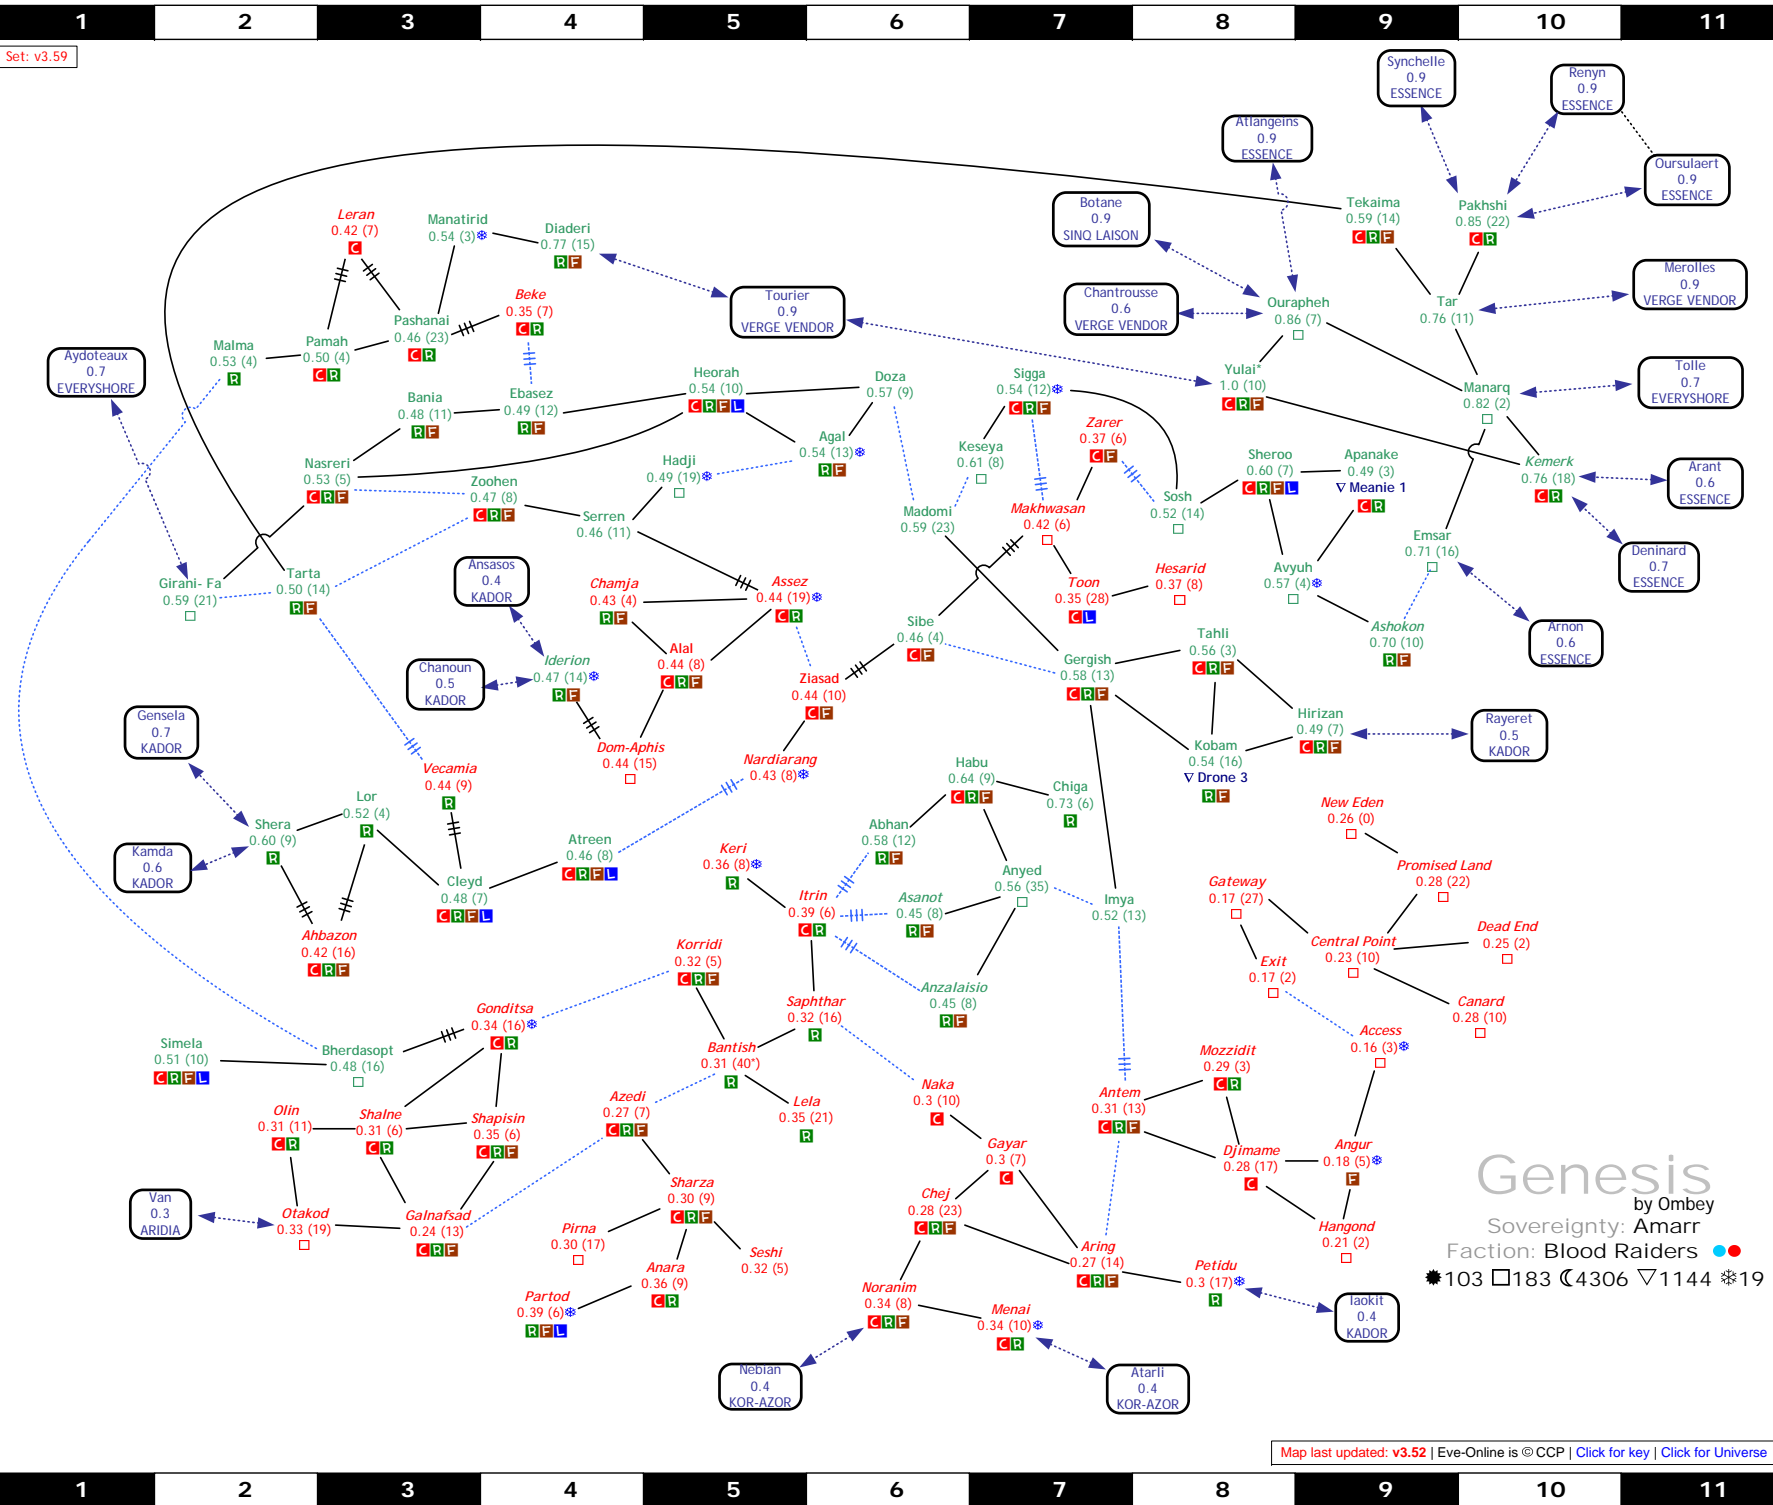 1 2 3 4 5 6 7 8 9 10 11
Set: v3.59
Synchelle
0.9
ESSENCE
Renyn
0.9
ESSENCE
Atlangeins
0.9
ESSENCE
Oursulaert
0.9
ESSENCE
Botane
0.9
SINQ LAISON
Tekaima
0.59 (14)
C R F
Pakhshi
0.85 (22)
C R
Leran
0.42 (7)
C
Manatirid
0.54 (3)❄
Diaderi
0.77 (15)
R F
Merolles
0.9
VERGE VENDOR
Tourier
0.9
VERGE VENDOR
Chantrousse
0.6
VERGE VENDOR
Ourapheh
0.86 (7)
Tar
0.76 (11)
Beke
0.35 (7)
C R
Pashanai
0.46 (23)
C R
Pamah
0.50 (4)
C R
Malma
0.53 (4)
R
Aydoteaux
0.7
EVERYSHORE
Tolle
0.7
EVERYSHORE
Yulai*
1.0 (10)
C R F
Manarq
0.82 (2)
Heorah
0.54 (10)
C R F L
Doza
0.57 (9)
Sigga
0.54 (12)❄
C R F
Bania
0.48 (11)
R F
Ebasez
0.49 (12)
R F
Zarer
0.37 (6)
C F
Agal
0.54 (13)❄
R F
Keseya
0.61 (8)
Sheroo
0.60 (7)
C R F L
Apanake
0.49 (3)
▽ Meanie 1
C R
Kemerk
0.76 (18)
C R
Arant
0.6
ESSENCE
Nasreri
0.53 (5)
C R F
Hadji
0.49 (19)❄
Zoohen
0.47 (8)
C R F
Serren
0.46 (11)
Madomi
0.59 (23)
Makhwasan
0.42 (6)
Sosh
0.52 (14)
Emsar
0.71 (16)
Deninard
0.7
ESSENCE
Girani- Fa
0.59 (21)
Tarta
0.50 (14)
R F
Ansasos
0.4
KADOR
Chamja
0.43 (4)
R F
Assez
0.44 (19)❄
C R
Toon
0.35 (28)
C L
Hesarid
0.37 (8)
Avyuh
0.57 (4)❄
Ashokon
0.70 (10)
R F
Arnon
0.6
ESSENCE
Sibe
0.46 (4)
C F
Tahli
0.56 (3)
C R F
Alal
0.44 (8)
C R F
Iderion
0.47 (14)❄
R F
Chanoun
0.5
KADOR
Gergish
0.58 (13)
C R F
Ziasad
0.44 (10)
C F
Gensela
0.7
KADOR
Hirizan
0.49 (7)
C R F
Rayeret
0.5
KADOR
Dom-Aphis
0.44 (15)
Kobam
0.54 (16)
▽ Drone 3
R F
Nardiarang
0.43 (8)❄
Vecamia
0.44 (9)
R
Habu
0.64 (9)
C R F
Chiga
0.73 (6)
R
Lor
0.52 (4)
R
Shera
0.60 (9)
R
New Eden
0.26 (0)
Kamda
0.6
KADOR
Abhan
0.58 (12)
R F
Atreen
0.46 (8)
C R F L
Keri
0.36 (8)❄
R
Promised Land
0.28 (22)
Cleyd
0.48 (7)
C R F L
Anyed
0.56 (35)
Gateway
0.17 (27)
Itrin
0.39 (6)
C R
Asanot
0.45 (8)
R F
Imya
0.52 (13)
Ahbazon
0.42 (16)
C R F
Korridi
0.32 (5)
C R F
Central Point
0.23 (10)
Dead End
0.25 (2)
Exit
0.17 (2)
Anzalaisio
0.45 (8)
R F
Saphthar
0.32 (16)
R
Gonditsa
0.34 (16)❄
C R
Canard
0.28 (10)
Access
0.16 (3)❄
Simela
0.51 (10)
C R F L
Bherdasopt
0.48 (16)
Bantish
0.31 (40*)
R
Mozzidit
0.29 (3)
C R
Naka
0.3 (10)
C
Antem
0.31 (13)
C R F
Azedi
0.27 (7)
C R F
Lela
0.35 (21)
R
Olin
0.31 (11)
C R
Shalne
0.31 (6)
C R
Shapisin
0.35 (6)
C R F
Gayar
0.3 (7)
C
Djimame
0.28 (17)
C
Angur
0.18 (5)❄
F
Van
0.3
ARIDIA
Otakod
0.33 (19)
Galnafsad
0.24 (13)
C R F
Sharza
0.30 (9)
C R F
Chej
0.28 (23)
C R F
Pirna
0.30 (17)
Seshi
0.32 (5)
Aring
0.27 (14)
C R F
Hangond
0.21 (2)
Anara
0.36 (9)
C R
Petidu
0.3 (17)❄
R
Partod
0.39 (6)❄
R F L
Noranim
0.34 (8)
C R F
Menai
0.34 (10)❄
C R
Iaokit
0.4
KADOR
Nebian
0.4
KOR-AZOR
Atarli
0.4
KOR-AZOR
Genesis
by Ombey
Sovereignty: Amarr
Faction: Blood Raiders
103 183 4306 1144 19
Map last updated: v3.52 | Eve-Online is © CCP | Click for key | Click for Universe
1 2 3 4 5 6 7 8 9 10 11